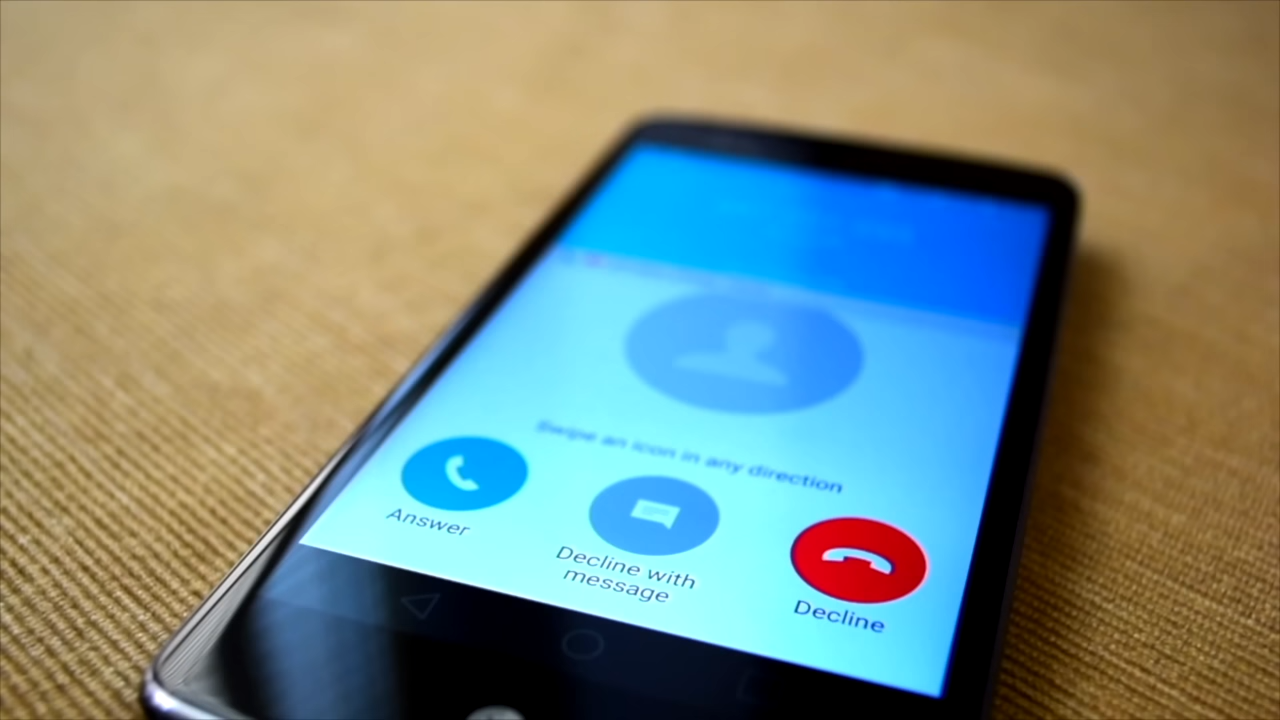 Swipe an icon in any direction
Answer
Decline with
message
Decline